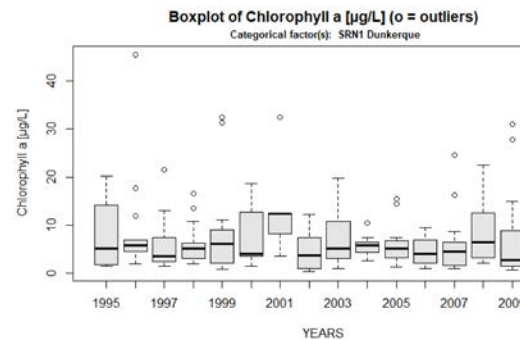 Boxplot of Chlorophyll a [µg/L] (o = outliers)
Categorical factor(s): SRN1 Dunkerque
Chlorophyll a [µg/L]
40
30
20
10
0
1995 1997 1999 2001 2003 2005 2007 2009
YEARS